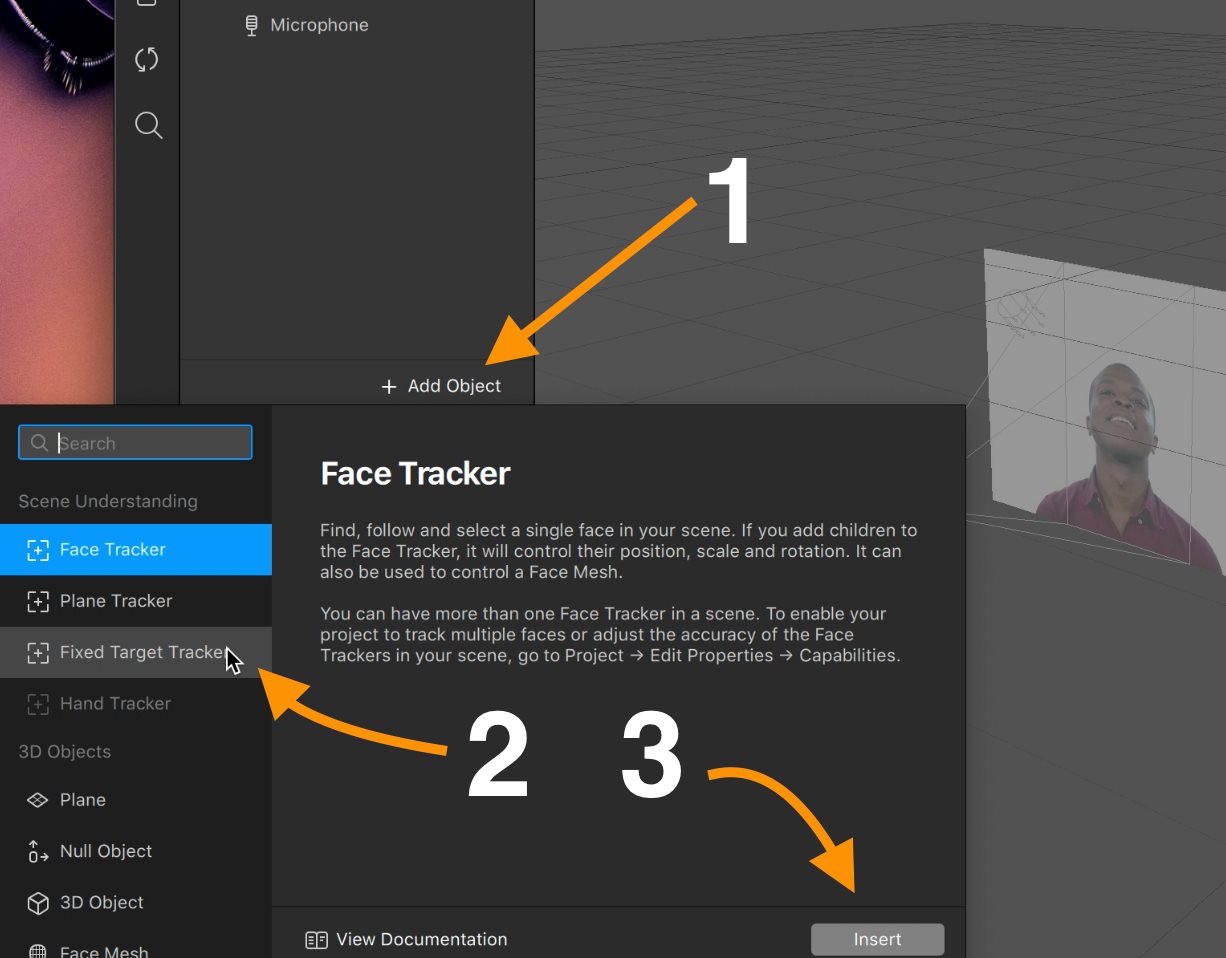 Microphone
1
+ Add Object
Search
Scene Understanding
Face Tracker
Plane Tracker
Fixed Target Tracker
Hand Tracker
3D Objects
Plane
Null Object
3D Object
Face Mesh
Face Tracker
Find, follow and select a single face in your scene. If you add children to
the Face Tracker, it will control their position, scale and rotation. It can
also be used to control a Face Mesh.
You can have more than one Face Tracker in a scene. To enable your
project to track multiple faces or adjust the accuracy of the Face
Trackers in your scene, go to Project → Edit Properties → Capabilities.
2
3
View Documentation
Insert